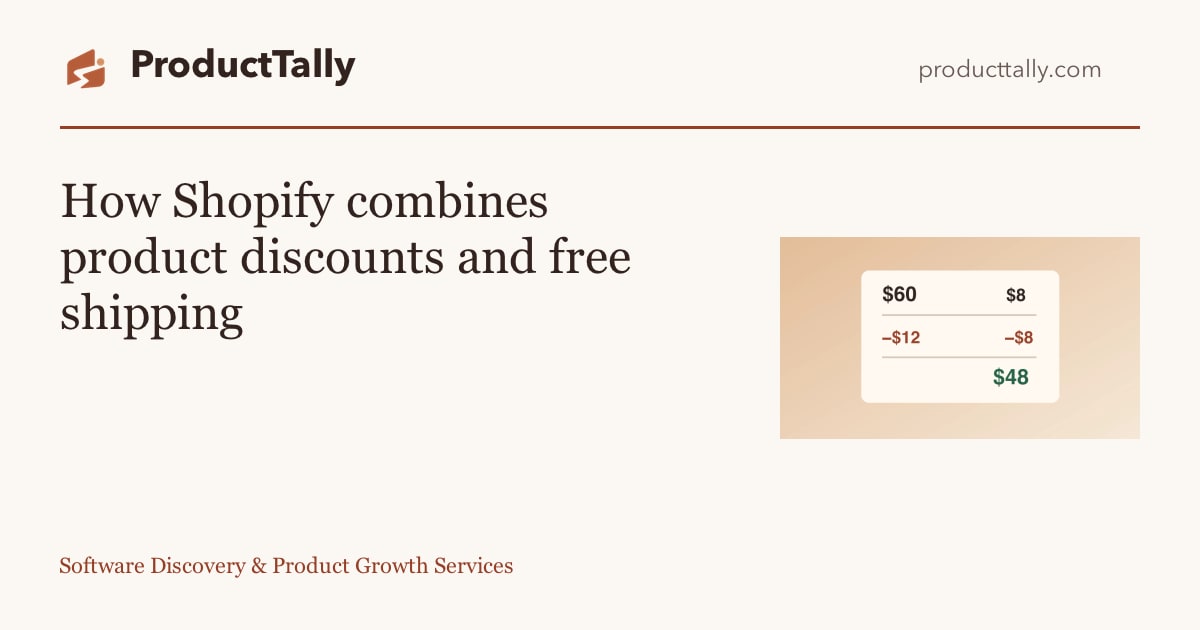 ProductTally
producttally.com
How Shopify combines
product discounts and free
shipping
$60 $8
–$12 –$8
$48
Software Discovery & Product Growth Services